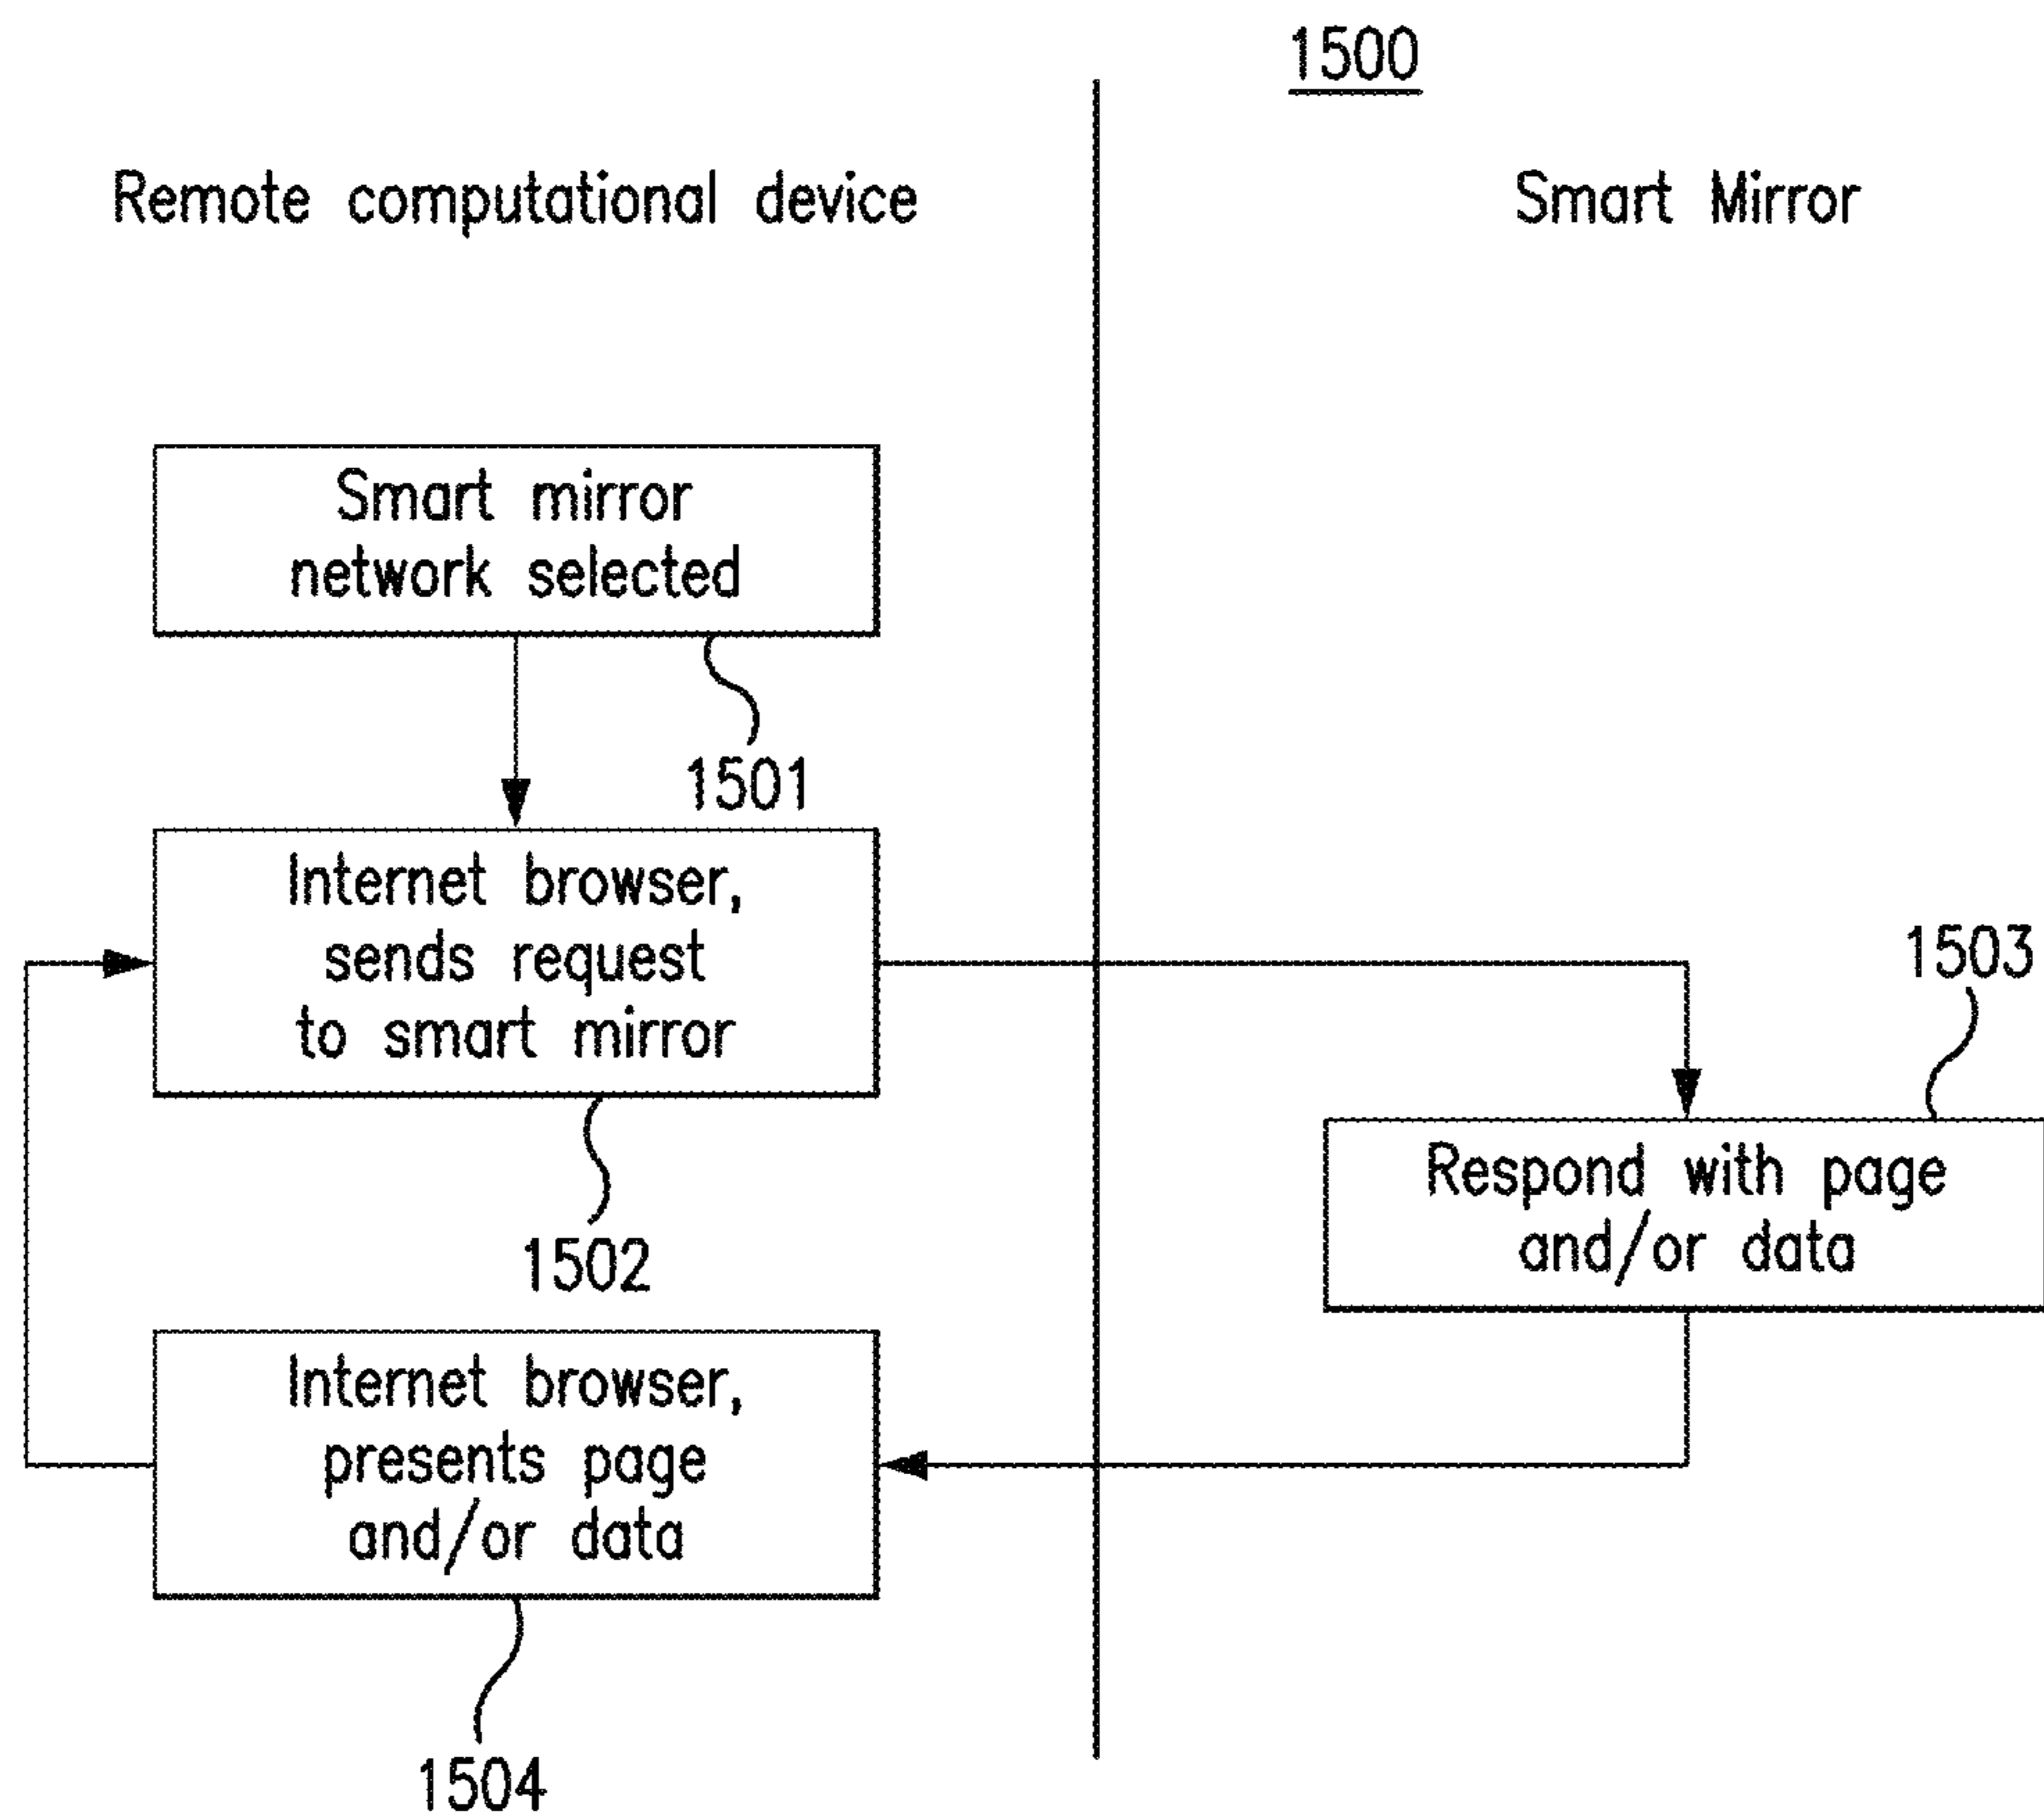 1500
Remote computational device
Smart Mirror
Smart mirror
network selected
1501
Internet browser,
sends request
to smart mirror
1502
1503
Respond with page
and/or data
Internet browser,
presents page
and/or data
1504